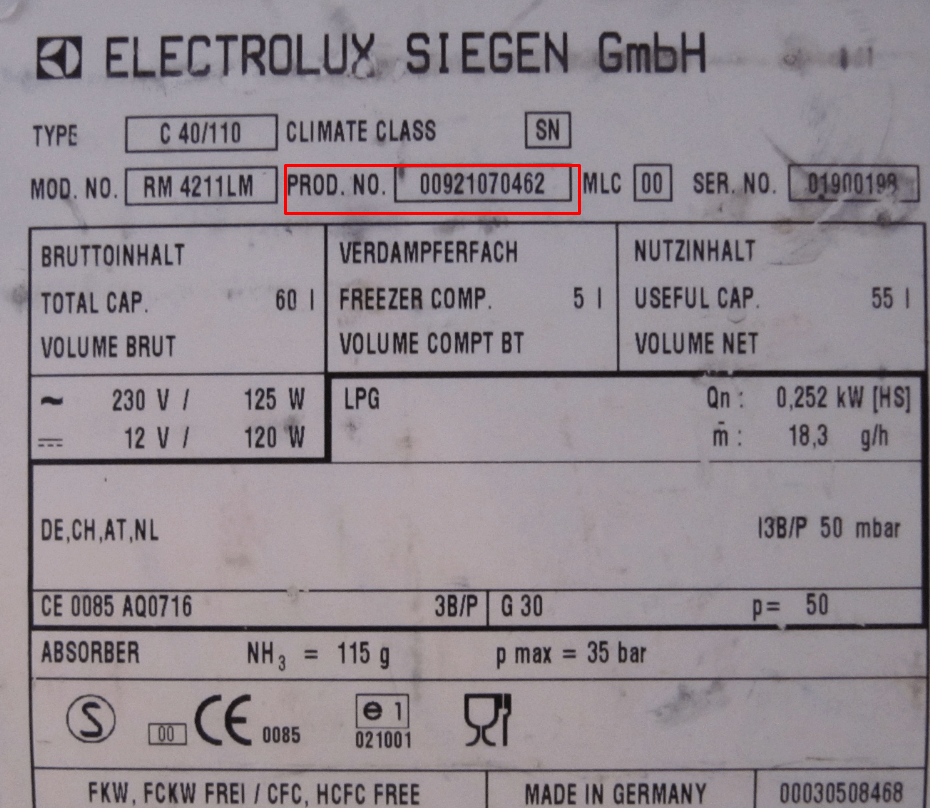 ELECTROLUX SIEGEN GmbH
TYPE C 40/110 CLIMATE CLASS SN
MOD. NO. RM 4211LM PROD. NO. 00921070462 MLC 00 SER. NO. 01900198
BRUTTOINHALT VERDAMPFERFACH NUTZINHALT
TOTAL CAP. 60 l FREEZER COMP. 5 l USEFUL CAP. 55 l
VOLUME BRUT VOLUME COMPT BT VOLUME NET
~ 230 V / 125 W LPG Qn : 0,252 kW [HS]
⎓ 12 V / 120 W ṁ : 18,3 g/h
DE,CH,AT,NL I3B/P 50 mbar
CE 0085 AQ0716 3B/P G 30 p= 50
ABSORBER NH₃ = 115 g p max = 35 bar
S 00 CE 0085 e 1
021001
FKW, FCKW FREI / CFC, HCFC FREE MADE IN GERMANY 00030508468